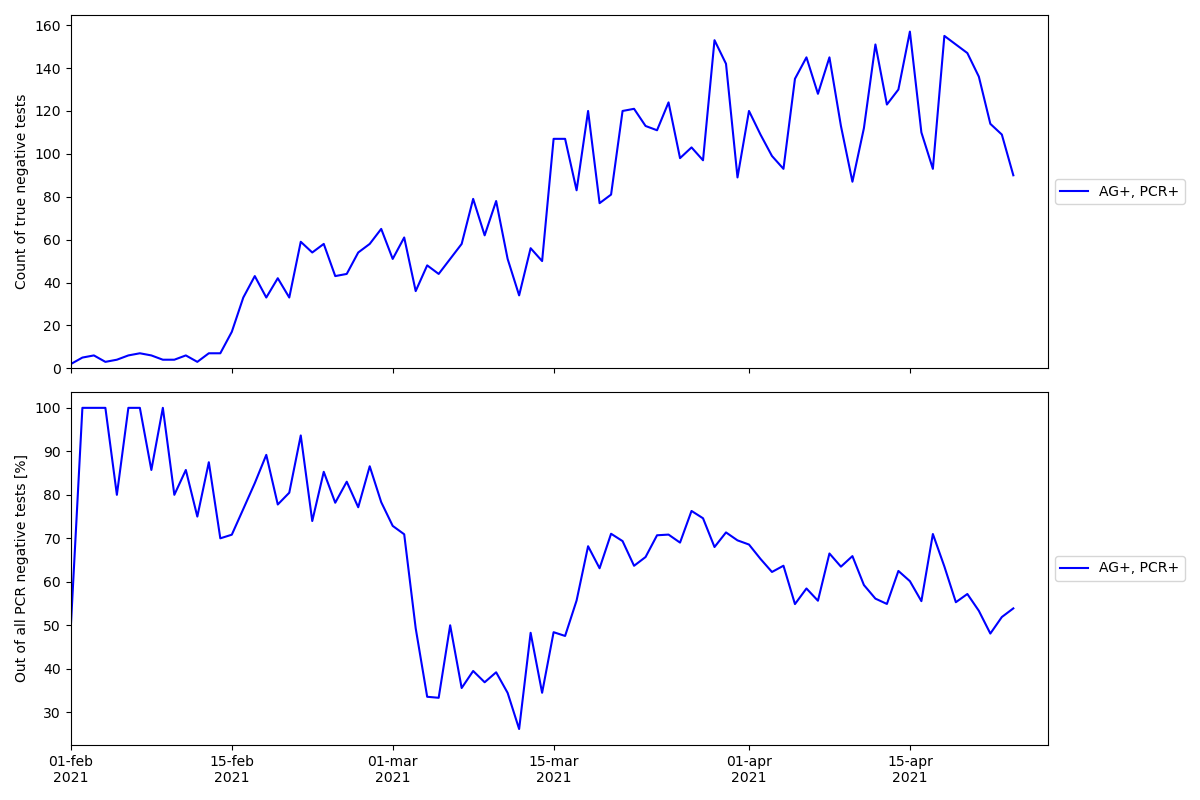 Count of true negative tests
160
140
120
100
80
60
40
20
0
AG+, PCR+
Out of all PCR negative tests [%]
100
90
80
70
60
50
40
30
AG+, PCR+
01-feb
2021
15-feb
2021
01-mar
2021
15-mar
2021
01-apr
2021
15-apr
2021